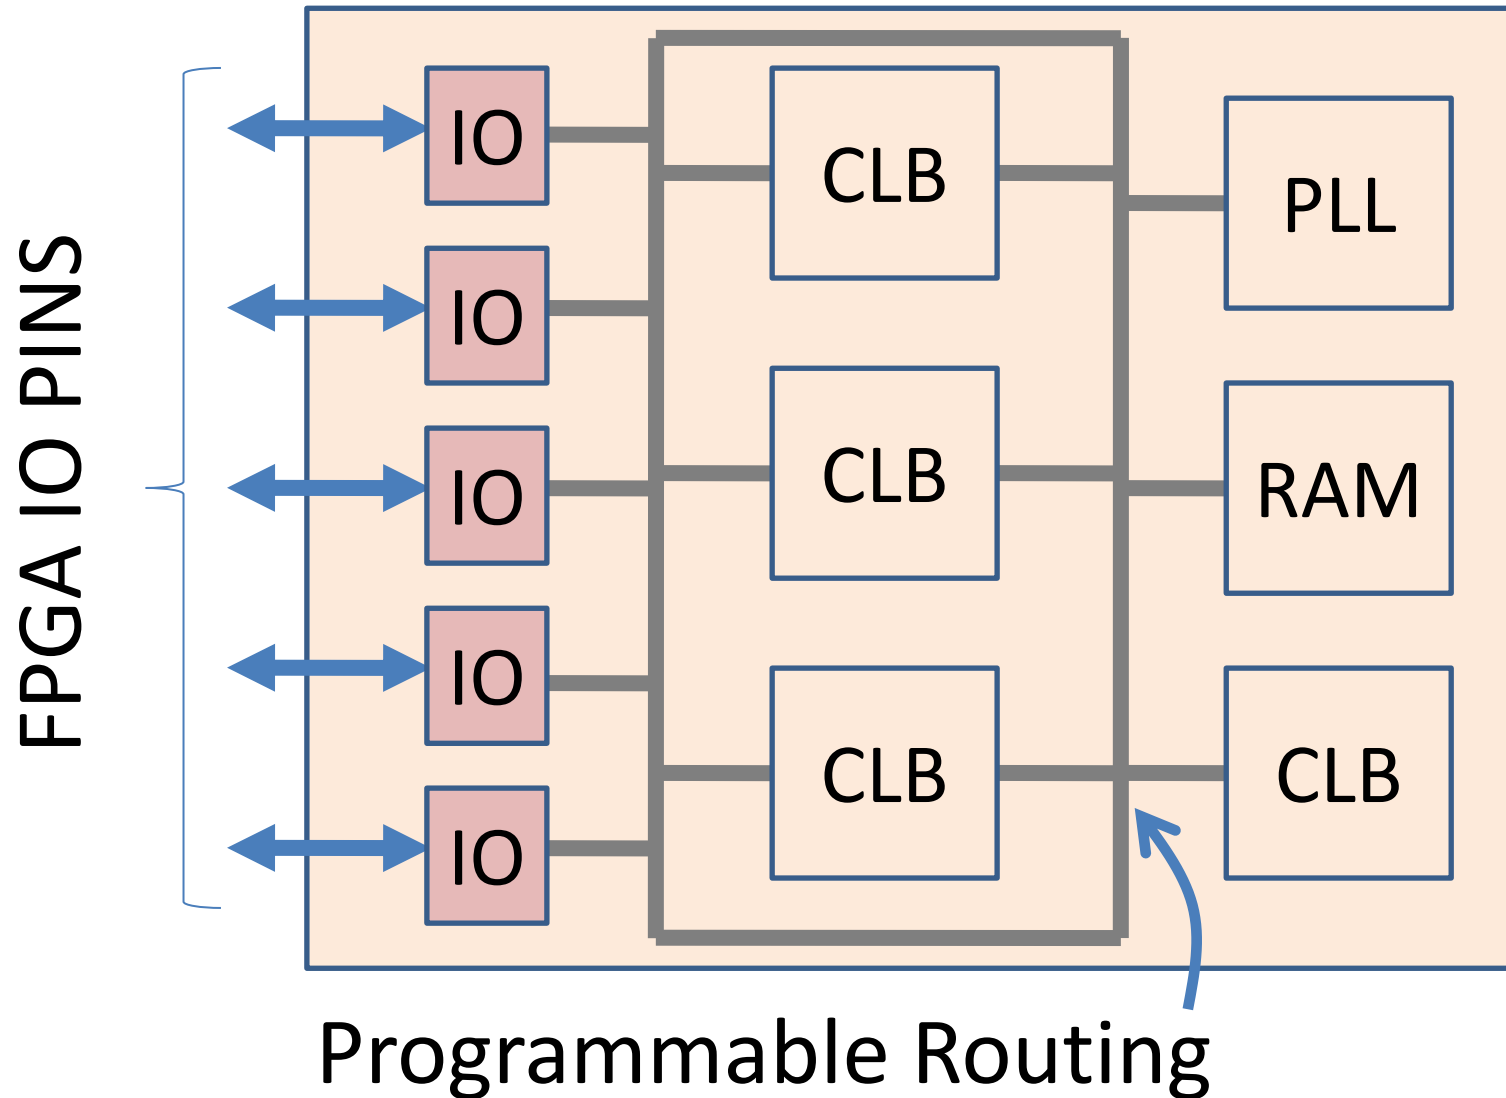 FPGA IO PINS
IO
IO
IO
IO
IO
CLB
CLB
CLB
PLL
RAM
CLB
Programmable Routing